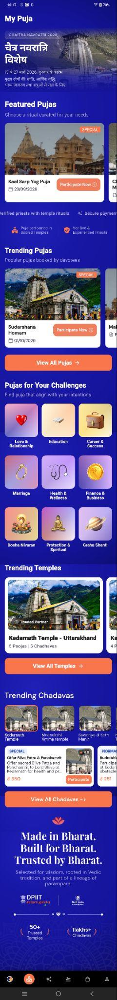 10:17
70%
My Puja
CHAITRA NAVRATRI 2026
चैत्र नवरात्रि
विशेष
19 से 27 मार्च 2026, गुरुवार से आरंभ
मुख्य दोषों की शांति, आर्थिक वृद्धि,
भाग्य जागरण तथा शत्रुओं से रक्षा के लिए
Featured Pujas
Choose a ritual curated for your needs
SPECIAL
Kaal Sarp Yog Puja
23/09/2026
Participate Now
Verified priests with temple rituals
Secure payment
Puja performed in
Sacred Temples
Verified &
Experienced Priests
Trending Pujas
Popular pujas booked by devotees
SPECIAL
Sudarshana
Homam
01/10/2026
Participate Now
View All Pujas →
Pujas for Your Challenges
Find puja that align with your intentions
Love &
Relationship
Education
Career &
Success
Marriage
Health &
Wellness
Finance &
Business
Dosha Nivaran
Protection &
Spiritual
Graha Shanti
Trending Temples
Trusted Partner
Kedarnath Temple - Uttarakhand
5 Poojas | 5 Chadhavas
View All Temples →
Trending Chadavas
Kedarnath
Temple
Meenakshi
Amma temple
Sawariya Ji Seth
Manir
SPECIAL
Offer Bilva Patra & Panchamrit
Offer sacred Bilva Patra and
Panchamrit to Lord Shiva at
Kedarnath for health and pr...
₹ 350
4.8
Participate
NORMA
Rudrabhi
Participa
at Kedar
obstacle
₹ 251
View All Chadavas -->
Made in Bharat.
Built for Bharat.
Trusted by Bharat.
Selected for wisdom, rooted in Vedic
tradition, and part of a lineage of
parampara.
DPIIT
#startupindia
Skill India
50+
Trusted
Temples
11lakhs+
Chadavas